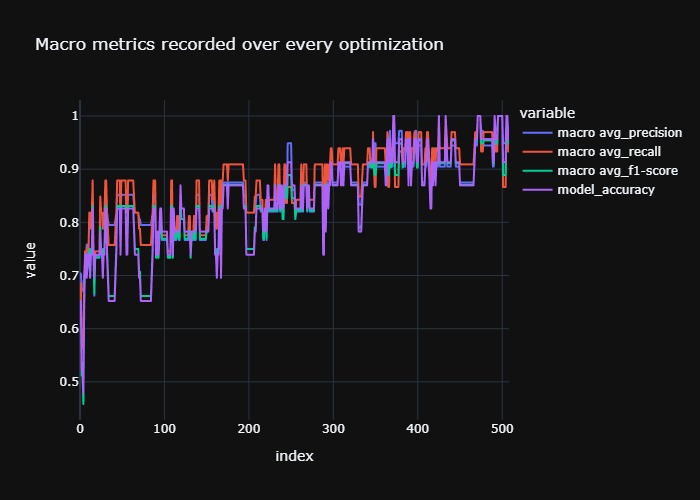 Macro metrics recorded over every optimization
variable
macro avg_precision
macro avg_recall
macro avg_f1-score
model_accuracy
value
1
0.9
0.8
0.7
0.6
0.5
0
100
200
300
400
500
index